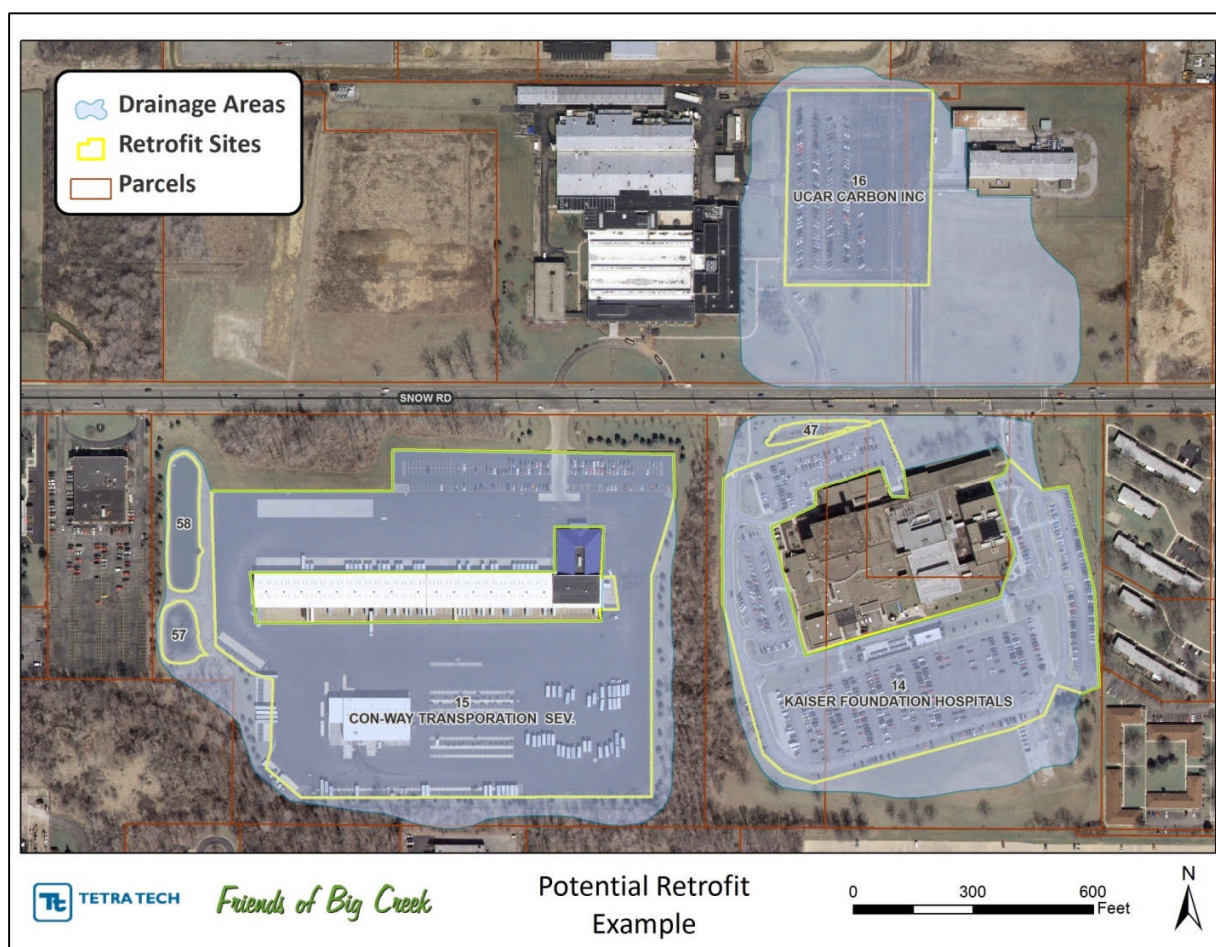 Drainage Areas
Retrofit Sites
Parcels
16
UCAR CARBON INC
SNOW RD
47
58
57
15
CON-WAY TRANSPORATION SEV.
14
KAISER FOUNDATION HOSPITALS
Tt TETRA TECH
Friends of Big Creek
Potential Retrofit
Example
0 300 600
Feet
N